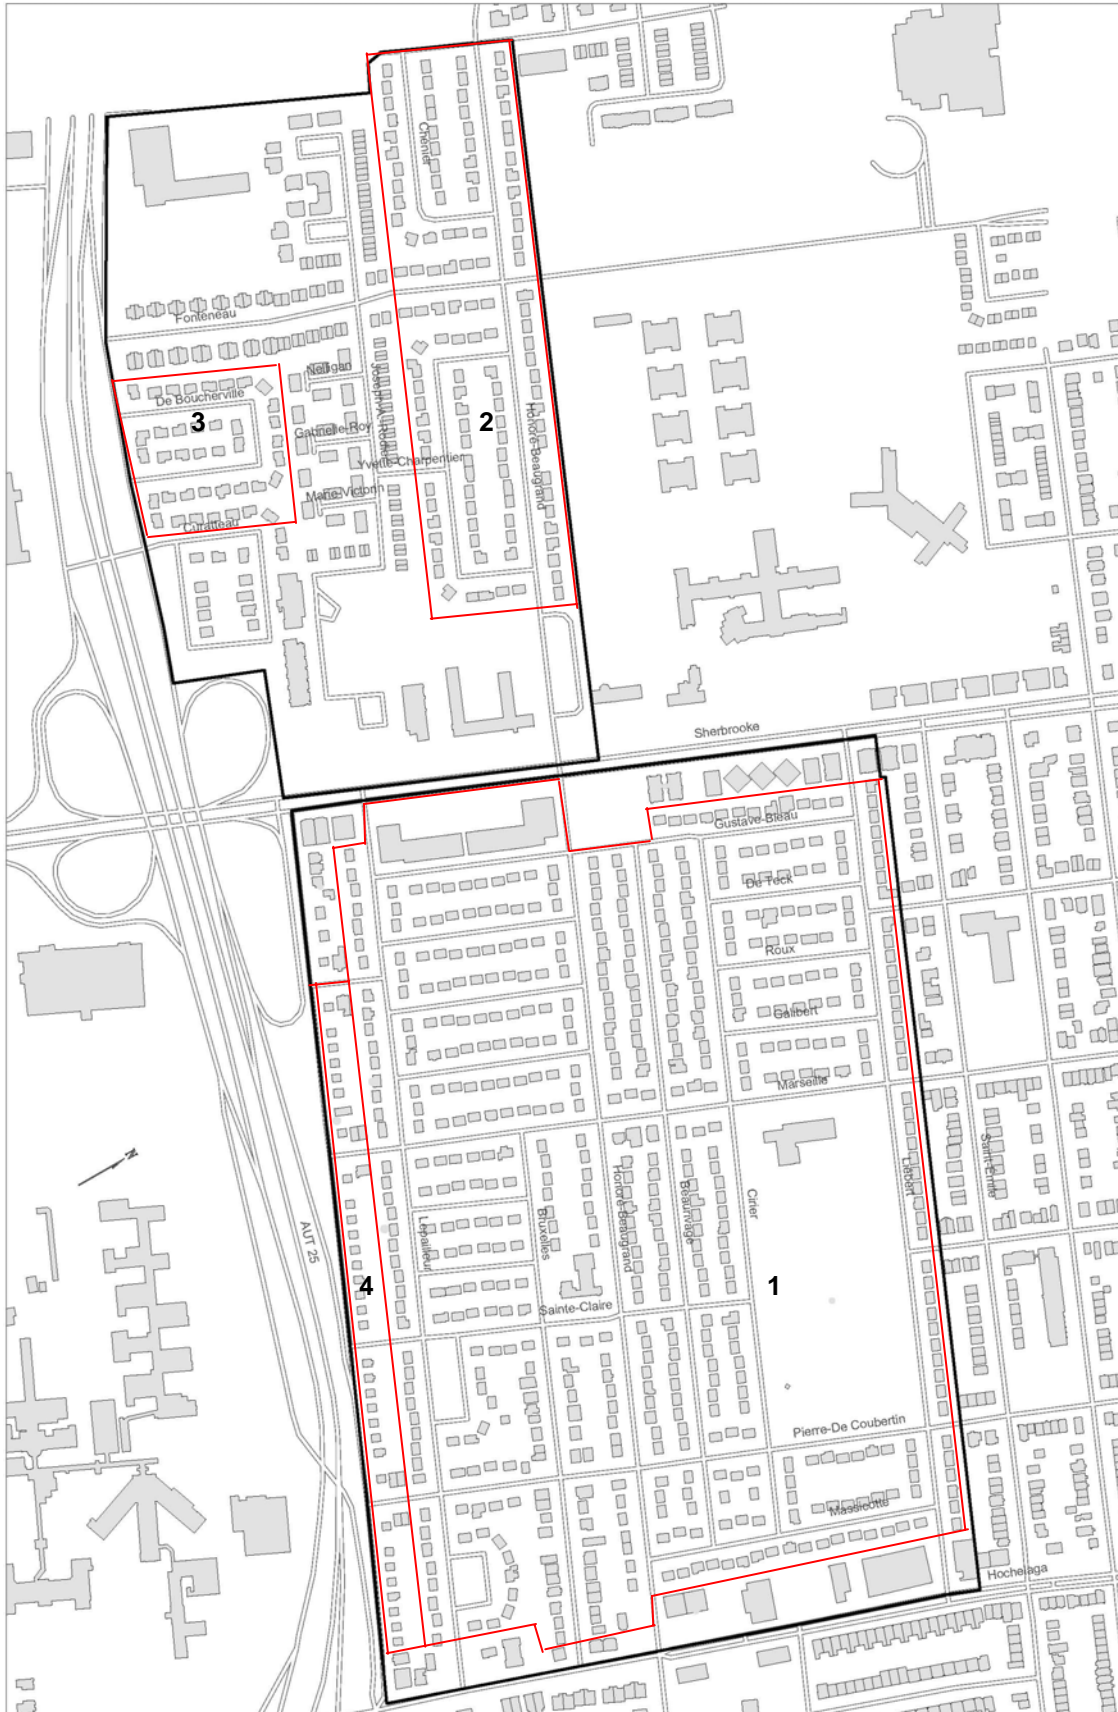 Chénier
Fonteneau
Nelligan
De Boucherville
3
Joseph-A.-Rodier
2
Honoré-Beaugrand
Gabrielle-Roy
Yvette-Charpentier
Marie-Victorin
Curatteau
Sherbrooke
Gustave-Bleau
De Teck
Roux
Galibert
Marseille
N
Liébert
Saint-Émile
Honoré-Beaugrand
Beaurivage
Cirier
Lepailleur
Bruxelles
AUT 25
4
1
Sainte-Claire
Pierre-De Coubertin
Massicotte
Hochelaga